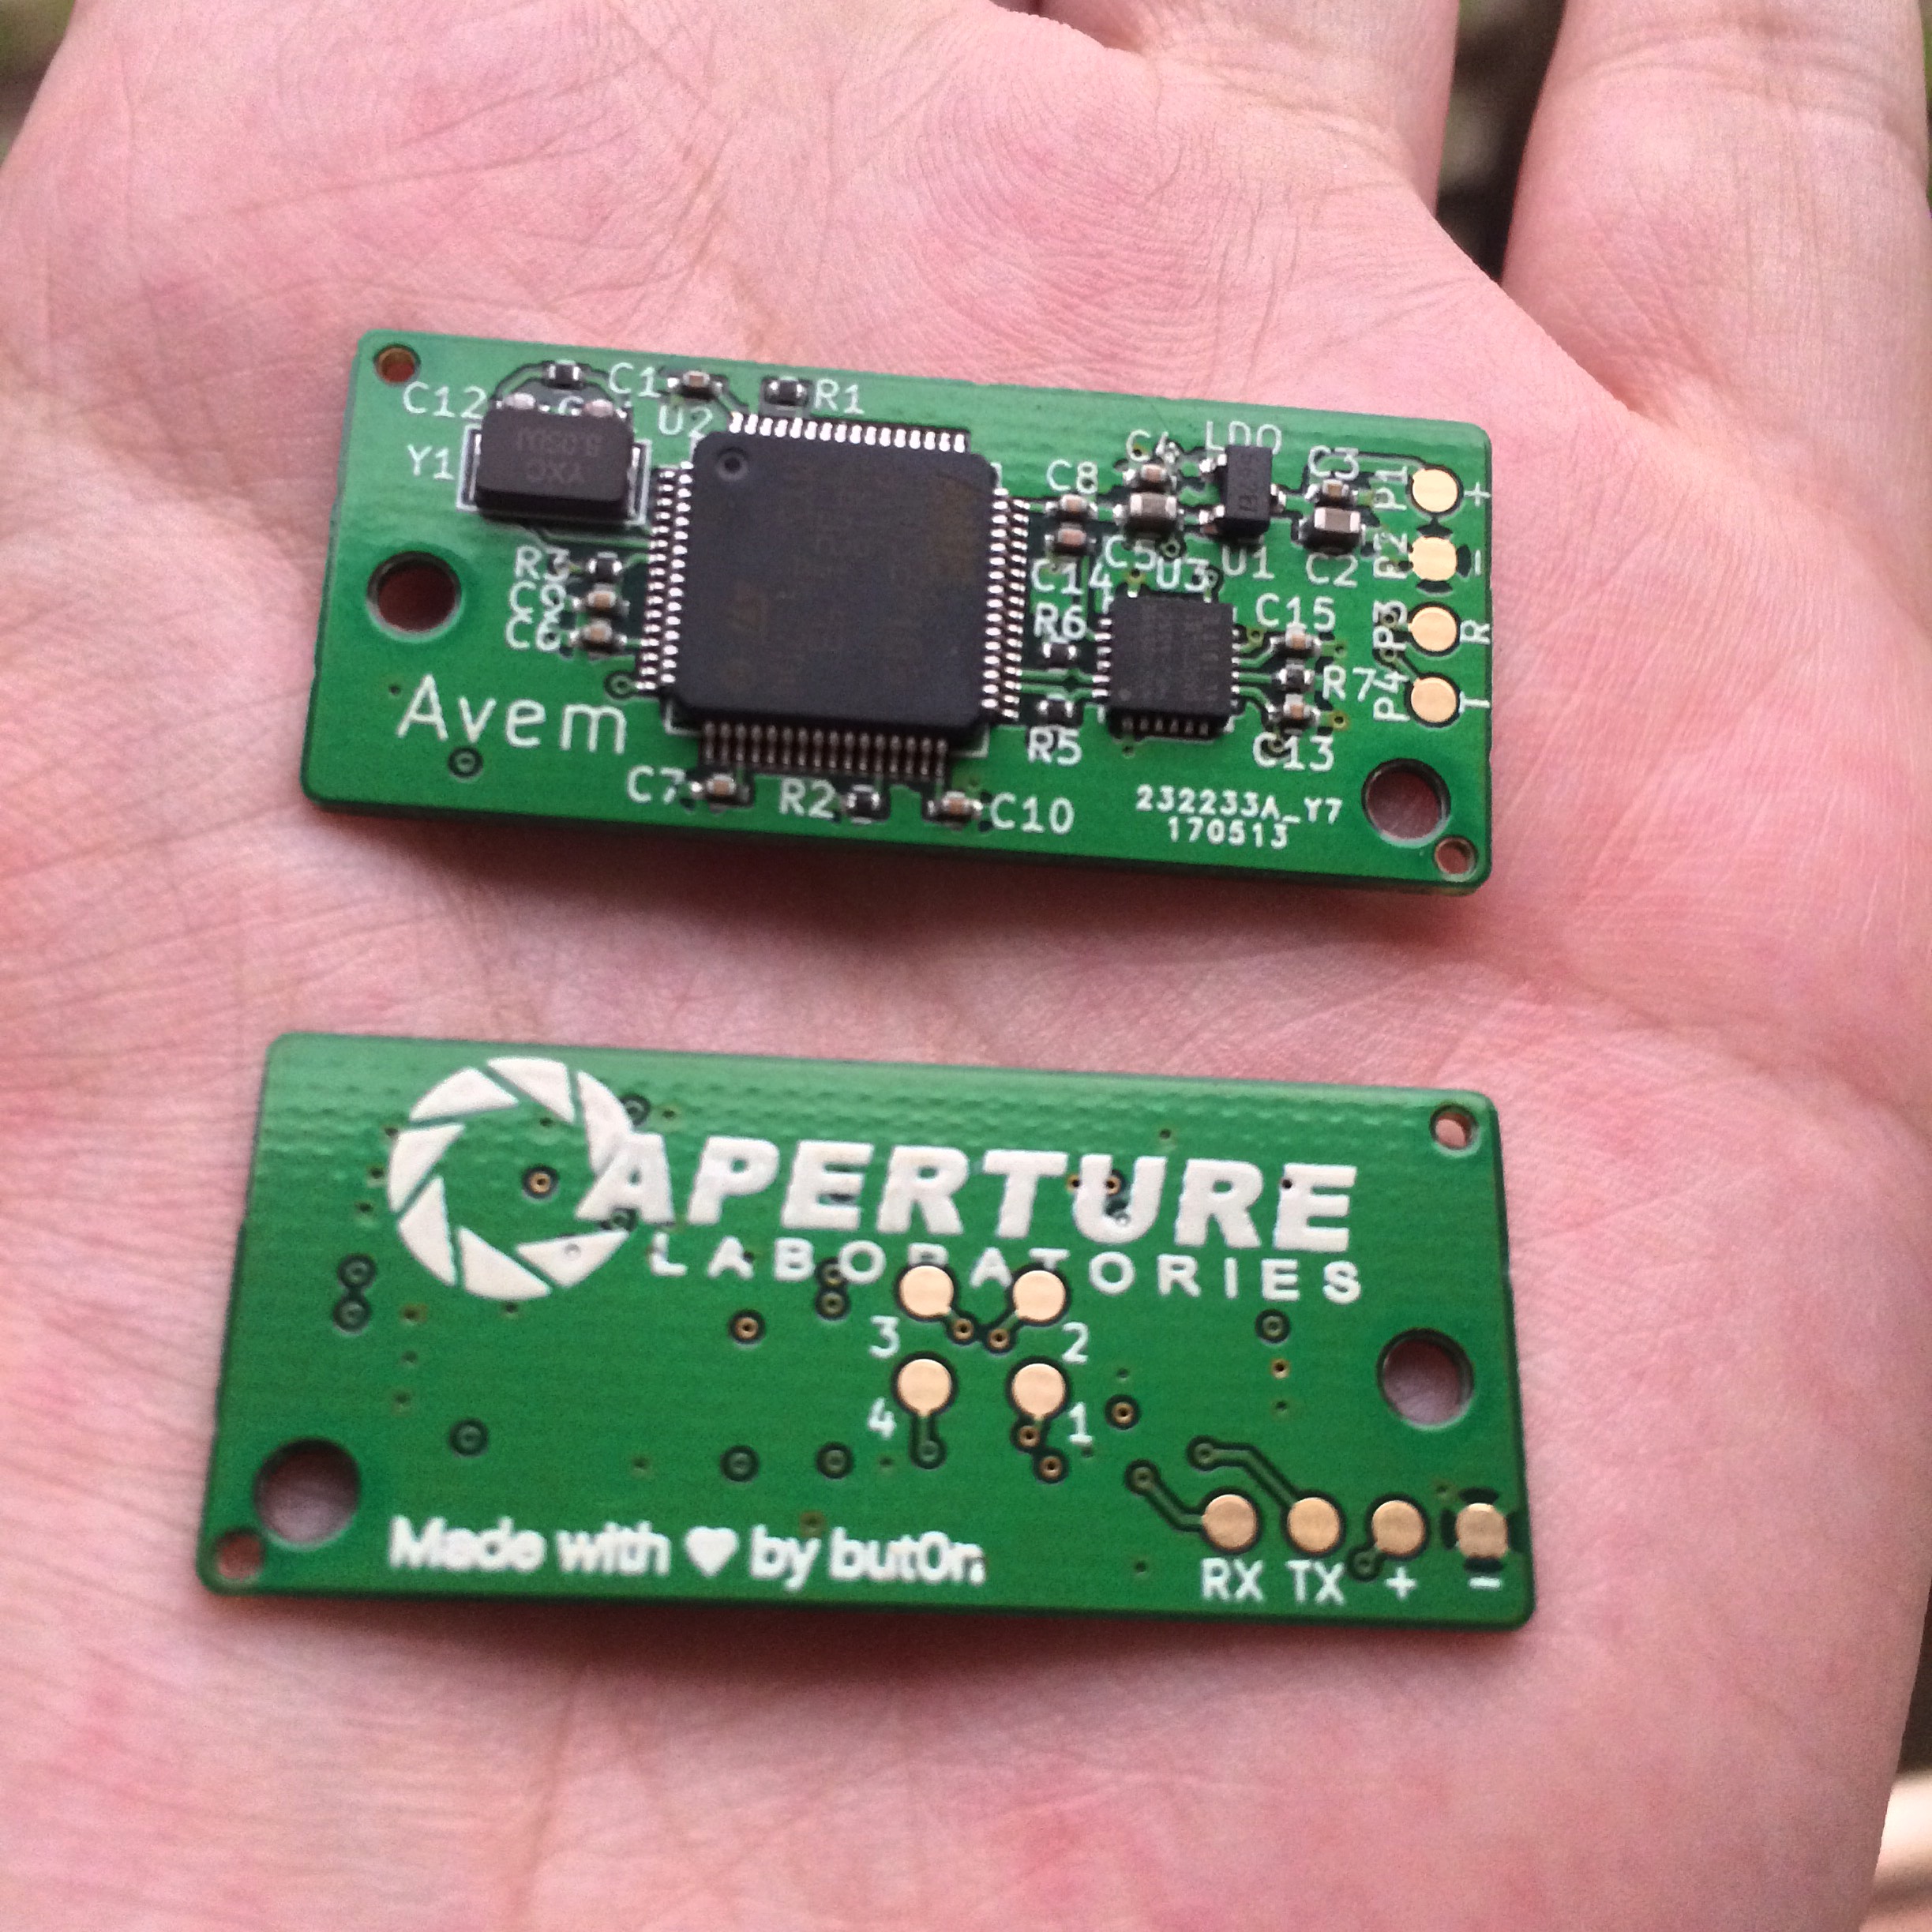 C12
C1
R1
U2
Y1
YXC
C4
LDO
C3
P1
+
C8
P2
-
R3
C14
C5
U3
U1
C2
C9
C6
R6
C15
P3
R
R7
P4
T
Avem
R5
C13
C7
R2
C10
232233A_Y7
170513
APERTURE
LABORATORIES
3
2
4
1
Made with ♥ by but0n
RX TX + -